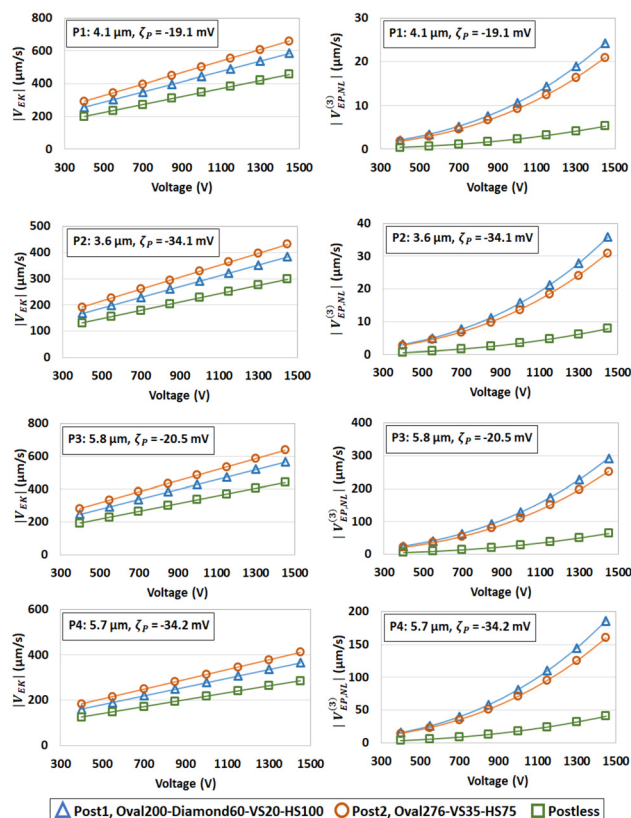 P1: 4.1 µm, ζP = -19.1 mV
|VEK| (µm/s)
800
600
400
200
0
300 500 700 900 1100 1300 1500
Voltage (V)
P1: 4.1 µm, ζP = -19.1 mV
|V(3)EP,NL| (µm/s)
30
20
10
0
300 500 700 900 1100 1300 1500
Voltage (V)
P2: 3.6 µm, ζP = -34.1 mV
|VEK| (µm/s)
500
400
300
200
100
0
300 500 700 900 1100 1300 1500
Voltage (V)
P2: 3.6 µm, ζP = -34.1 mV
|V(3)EP,NL| (µm/s)
40
30
20
10
0
300 500 700 900 1100 1300 1500
Voltage (V)
P3: 5.8 µm, ζP = -20.5 mV
|VEK| (µm/s)
800
600
400
200
0
300 500 700 900 1100 1300 1500
Voltage (V)
P3: 5.8 µm, ζP = -20.5 mV
|V(3)EP,NL| (µm/s)
400
300
200
100
0
300 500 700 900 1100 1300 1500
Voltage (V)
P4: 5.7 µm, ζP = -34.2 mV
|VEK| (µm/s)
600
400
200
0
300 500 700 900 1100 1300 1500
Voltage (V)
P4: 5.7 µm, ζP = -34.2 mV
|V(3)EP,NL| (µm/s)
200
150
100
50
0
300 500 700 900 1100 1300 1500
Voltage (V)
Post1, Oval200-Diamond60-VS20-HS100 Post2, Oval276-VS35-HS75 Postless